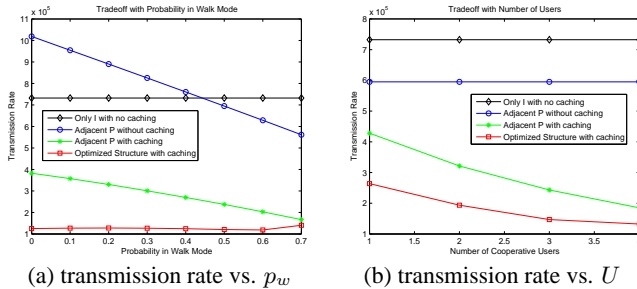 Tradeoff with Probability in Walk Mode
x 10^5
11
10
9
8
7
6
5
4
3
2
1
Transmission Rate
Only I with no caching
Adjacent P without caching
Adjacent P with caching
Optimized Structure with caching
0 0.1 0.2 0.3 0.4 0.5 0.6 0.7
Probability in Walk Mode
(a) transmission rate vs. p_w
Tradeoff with Number of Users
x 10^5
8
7
6
5
4
3
2
1
Transmission Rate
Only I with no caching
Adjacent P without caching
Adjacent P with caching
Optimized Structure with caching
1 1.5 2 2.5 3 3.5
Number of Cooperative Users
(b) transmission rate vs. U